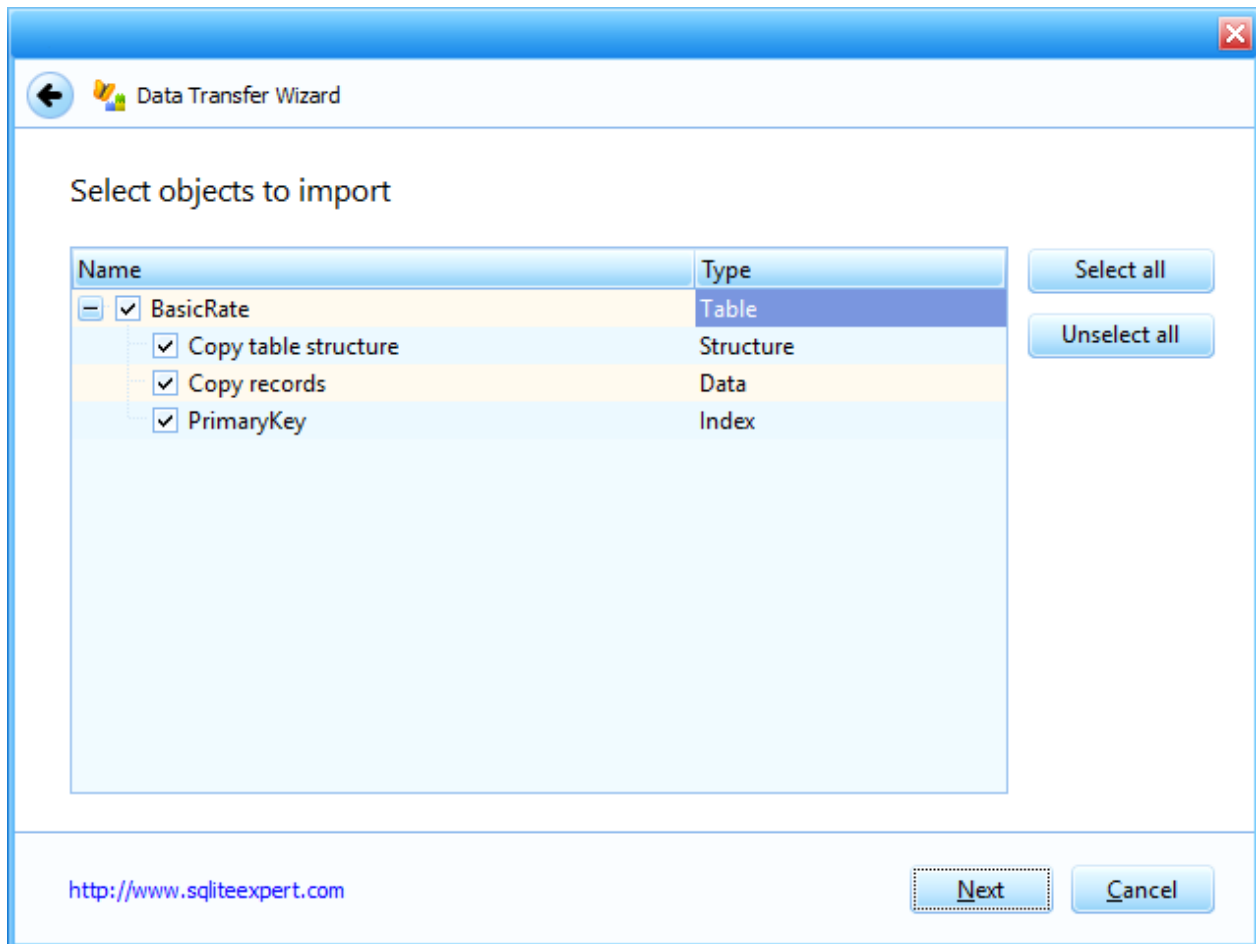 Data Transfer Wizard
Select objects to import
Name Type
BasicRate Table
Copy table structure Structure
Copy records Data
PrimaryKey Index
Select all
Unselect all
http://www.sqliteexpert.com
Next Cancel